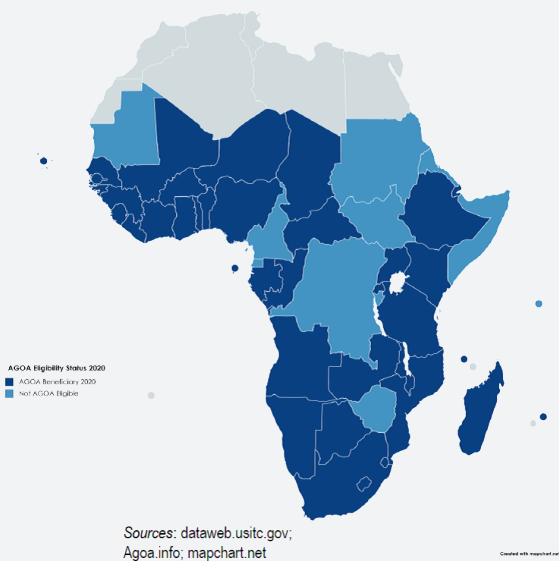 AGOA Eligibility Status 2020
AGOA Beneficiary 2020
Not AGOA Eligible
Sources: dataweb.usitc.gov;
Agoa.info; mapchart.net
Created with mapchart.net